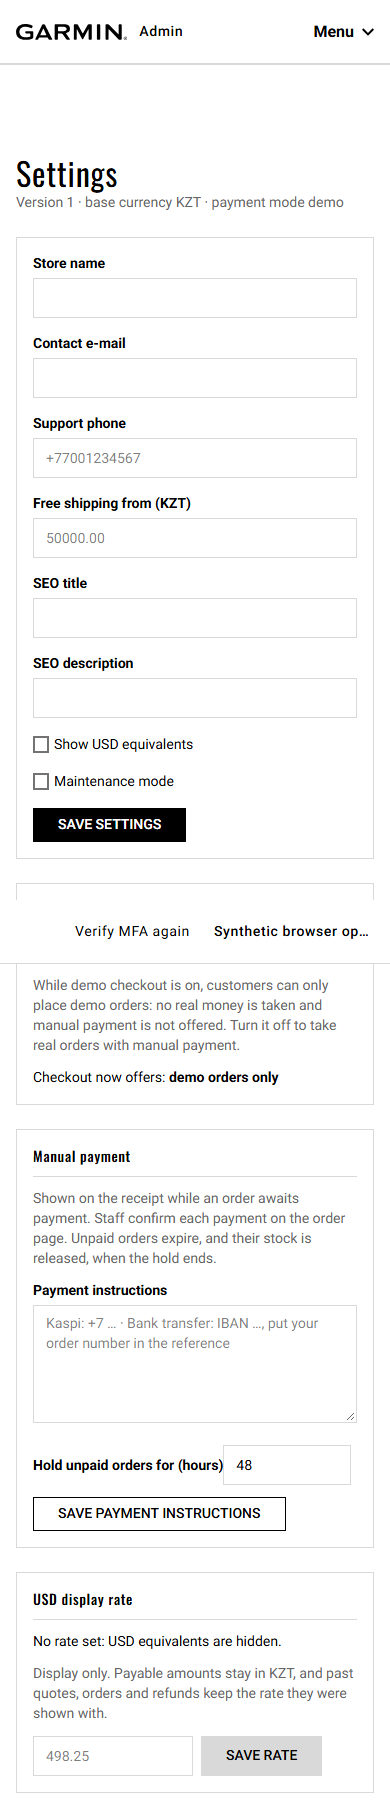 GARMIN. Admin Menu
Settings
Version 1 · base currency KZT · payment mode demo
Store name
Contact e-mail
Support phone
+77001234567
Free shipping from (KZT)
50000.00
SEO title
SEO description
Show USD equivalents
Maintenance mode
SAVE SETTINGS
Verify MFA again Synthetic browser op…
While demo checkout is on, customers can only
place demo orders: no real money is taken and
manual payment is not offered. Turn it off to take
real orders with manual payment.
Checkout now offers: demo orders only
Manual payment
Shown on the receipt while an order awaits
payment. Staff confirm each payment on the order
page. Unpaid orders expire, and their stock is
released, when the hold ends.
Payment instructions
Kaspi: +7 … · Bank transfer: IBAN …, put your
order number in the reference
Hold unpaid orders for (hours) 48
SAVE PAYMENT INSTRUCTIONS
USD display rate
No rate set: USD equivalents are hidden.
Display only. Payable amounts stay in KZT, and past
quotes, orders and refunds keep the rate they were
shown with.
498.25 SAVE RATE